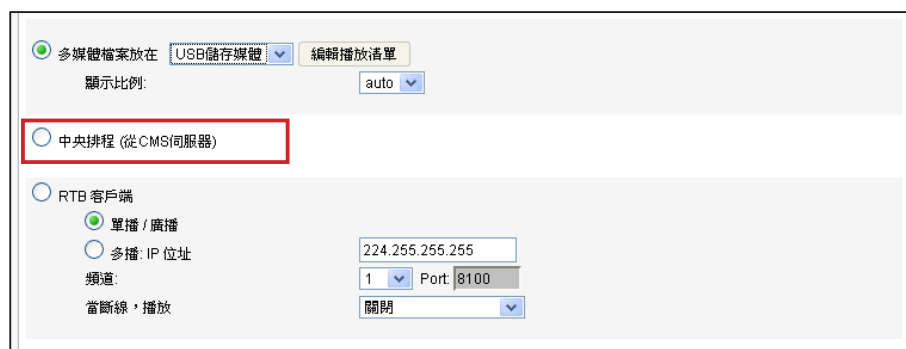 多媒體檔案放在 USB儲存媒體 編輯播放清單
顯示比例: auto
中央排程 (從CMS伺服器)
RTB 客戶端
單播 / 廣播
多播: IP 位址 224.255.255.255
頻道: 1 Port: 8100
當斷線，播放 關閉